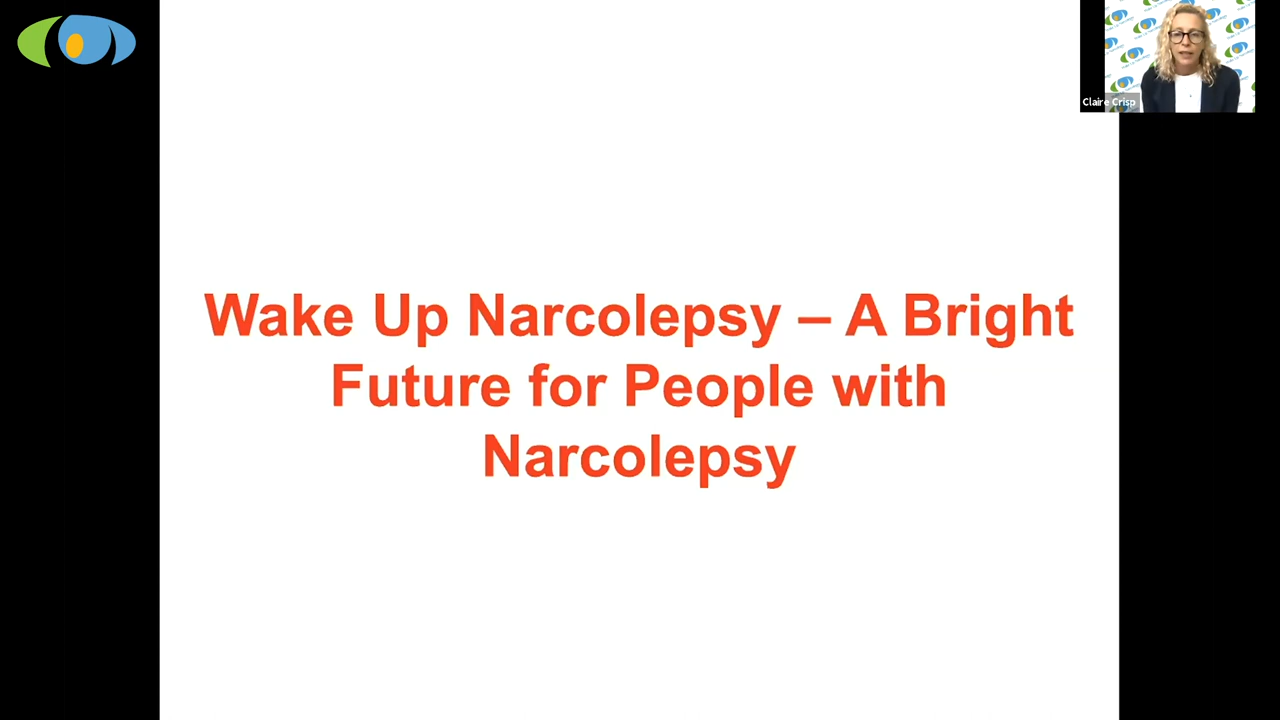 Claire Crisp
Wake Up Narcolepsy – A Bright
Future for People with
Narcolepsy